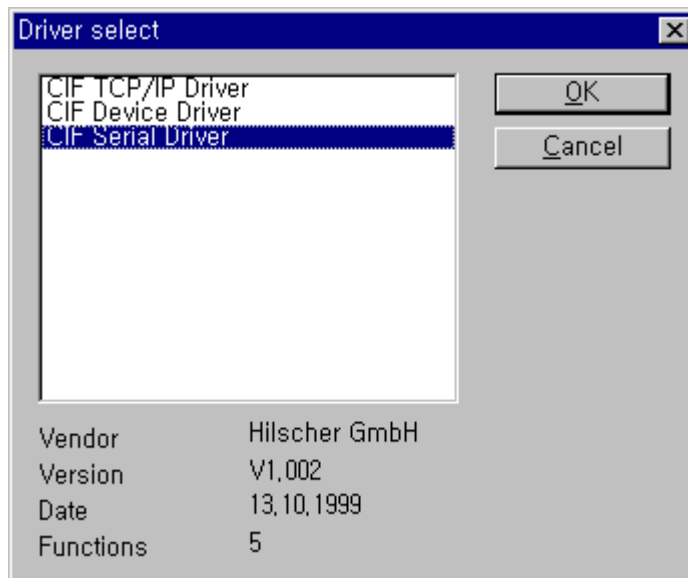 Driver select
CIF TCP/IP Driver
CIF Device Driver
CIF Serial Driver
OK
Cancel
Vendor Hilscher GmbH
Version V1,002
Date 13,10,1999
Functions 5